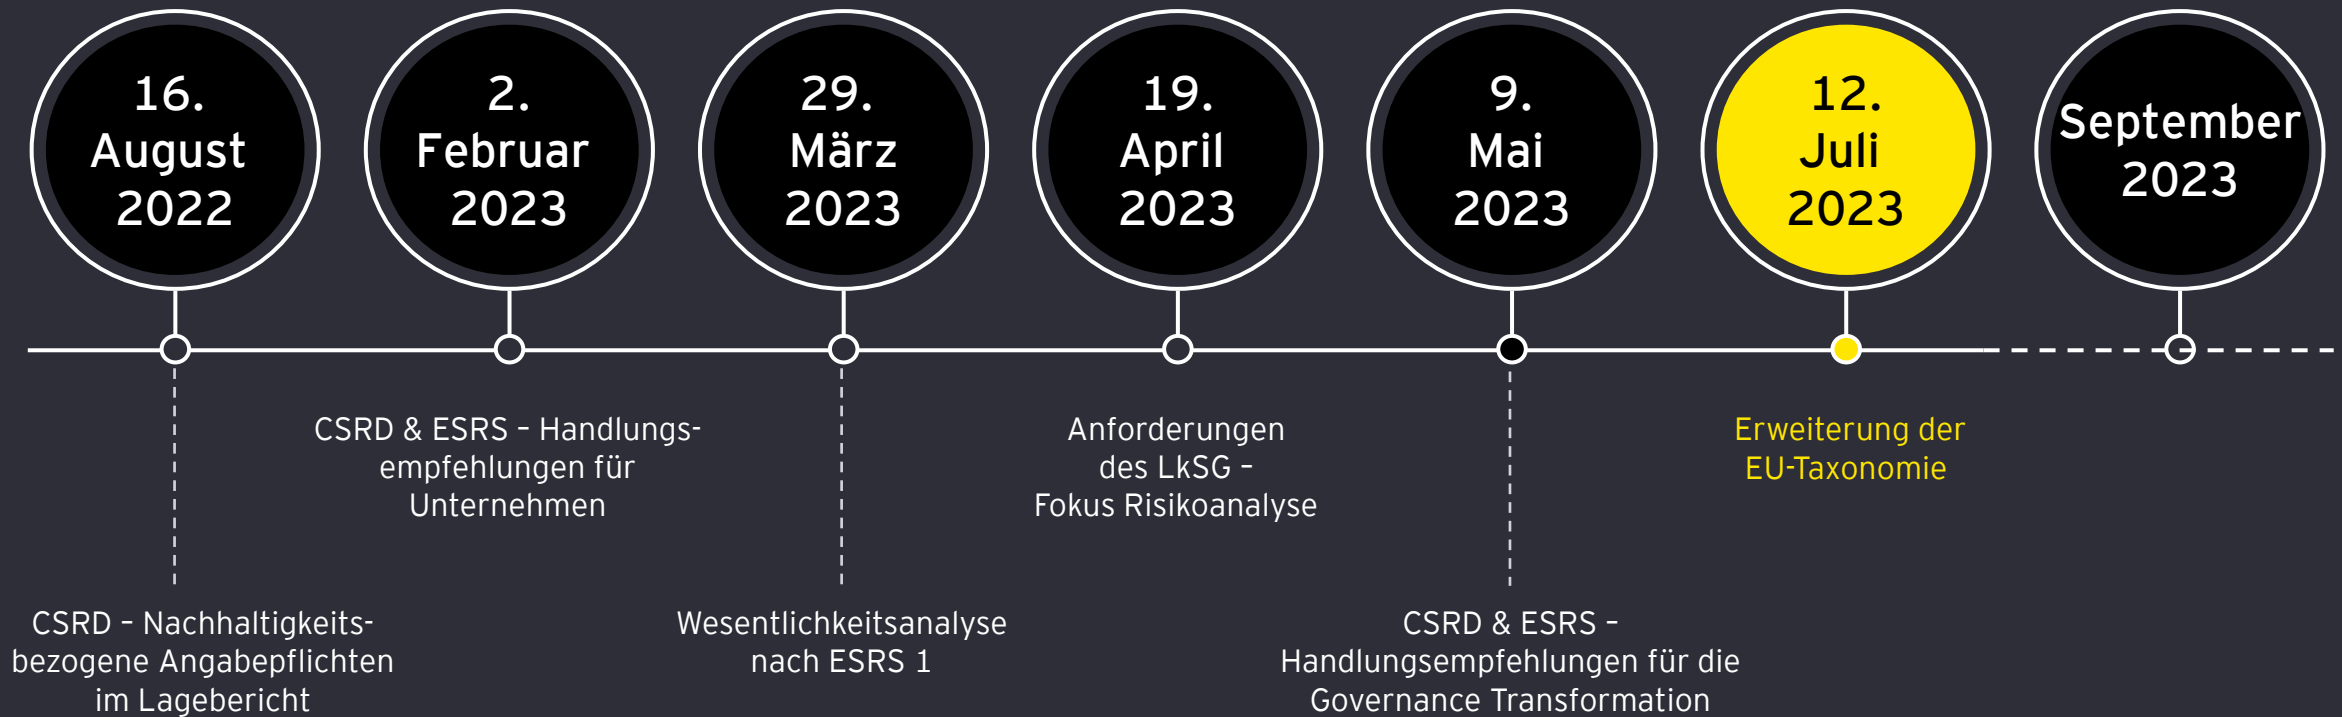 16.
August
2022
2.
Februar
2023
29.
März
2023
19.
April
2023
9.
Mai
2023
12.
Juli
2023
September
2023
CSRD & ESRS – Handlungs-
empfehlungen für
Unternehmen
Anforderungen
des LkSG –
Fokus Risikoanalyse
Erweiterung der
EU-Taxonomie
CSRD – Nachhaltigkeits-
bezogene Angabepflichten
im Lagebericht
Wesentlichkeitsanalyse
nach ESRS 1
CSRD & ESRS –
Handlungsempfehlungen für die
Governance Transformation